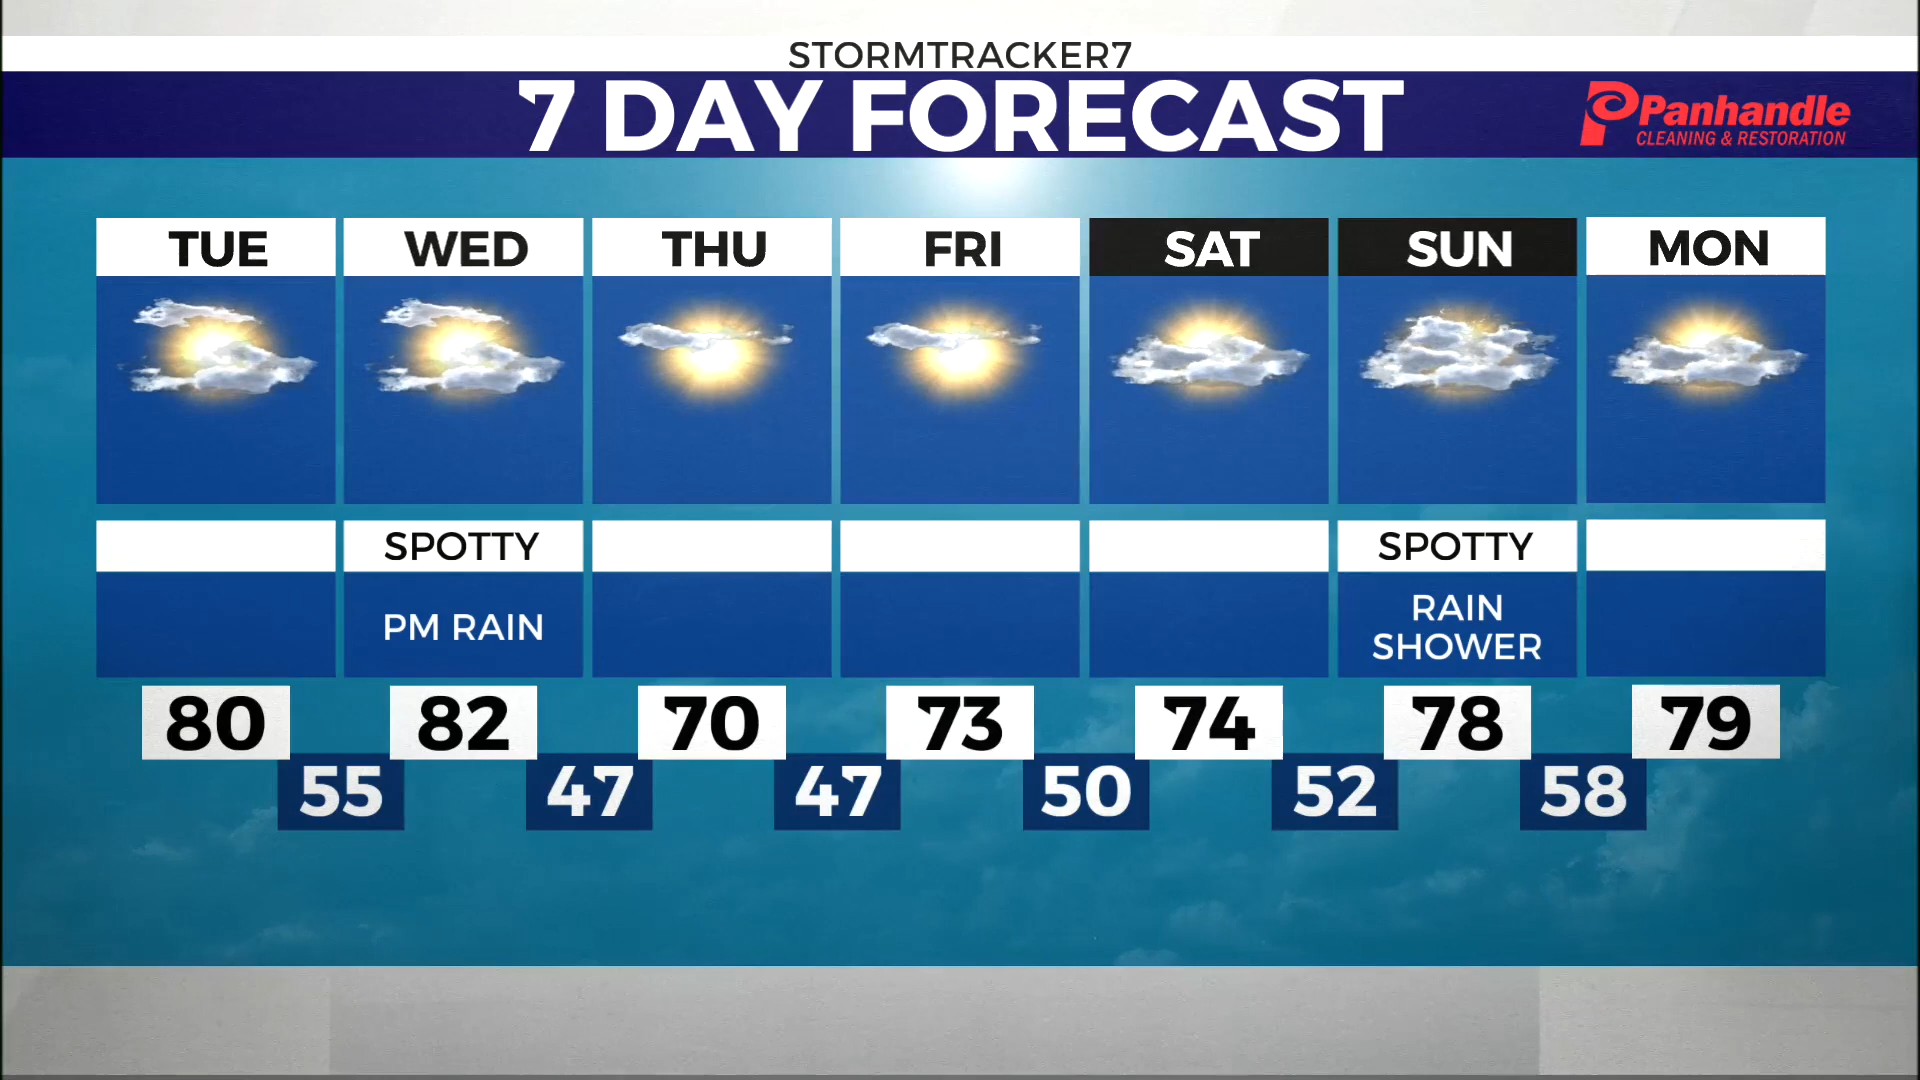 STORMTRACKER7
7 DAY FORECAST
Panhandle
CLEANING & RESTORATION
TUE WED THU FRI SAT SUN MON
SPOTTY SPOTTY
PM RAIN RAIN
SHOWER
80 82 70 73 74 78 79
55 47 47 50 52 58